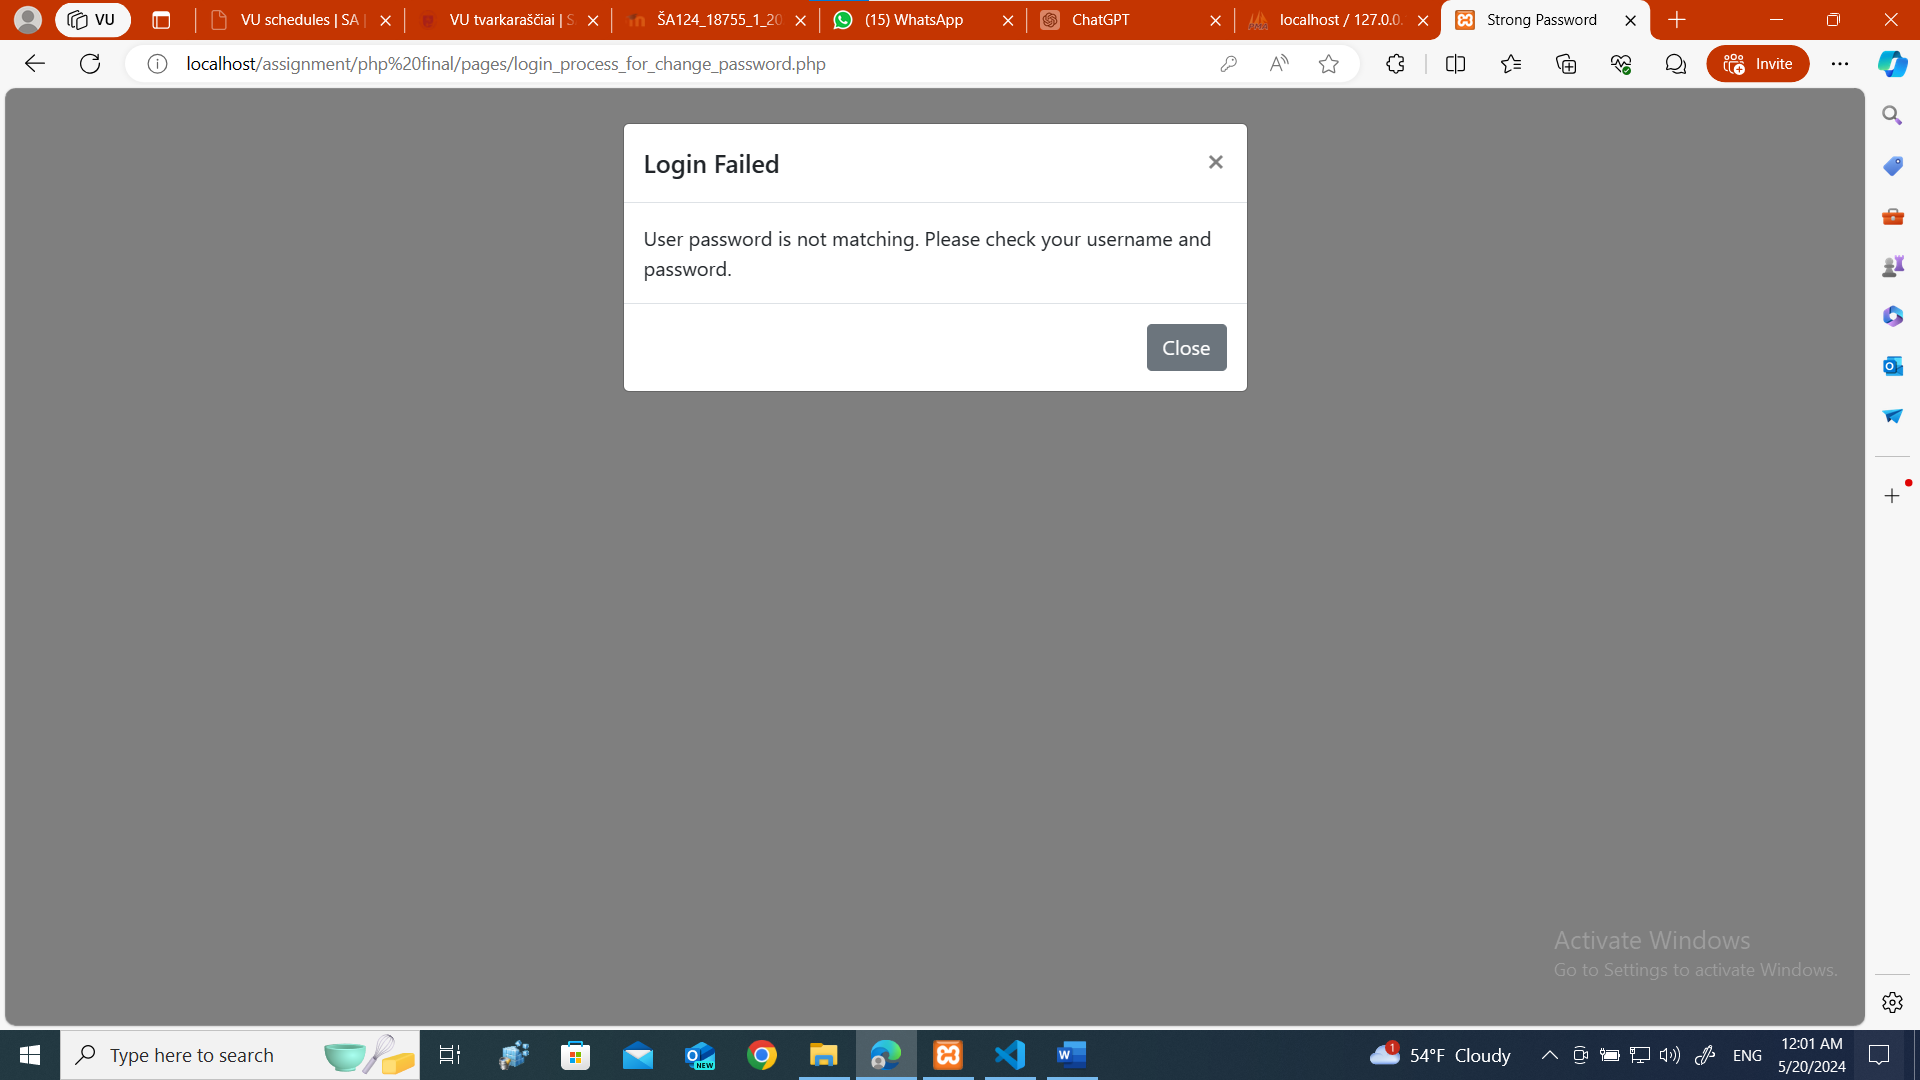 VU
VU schedules | SA |
VU tvarkaraščiai | S
ŠA124_18755_1_20
(15) WhatsApp
ChatGPT
localhost / 127.0.0.
Strong Password
localhost/assignment/php%20final/pages/login_process_for_change_password.php
Invite
Login Failed
×
User password is not matching. Please check your username and
password.
Close
Activate Windows
Go to Settings to activate Windows.
Type here to search
NEW
1
54°F Cloudy
ENG
12:01 AM
5/20/2024